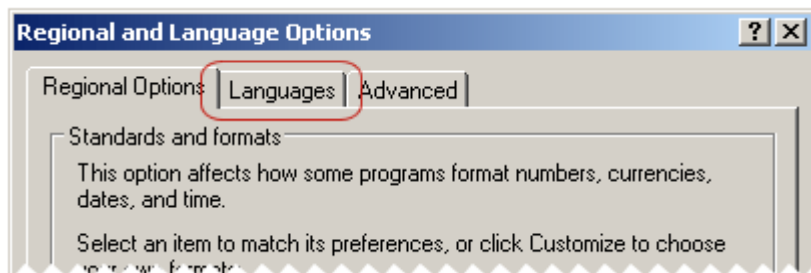 Regional and Language Options
Regional Options Languages Advanced
Standards and formats
This option affects how some programs format numbers, currencies,
dates, and time.
Select an item to match its preferences, or click Customize to choose